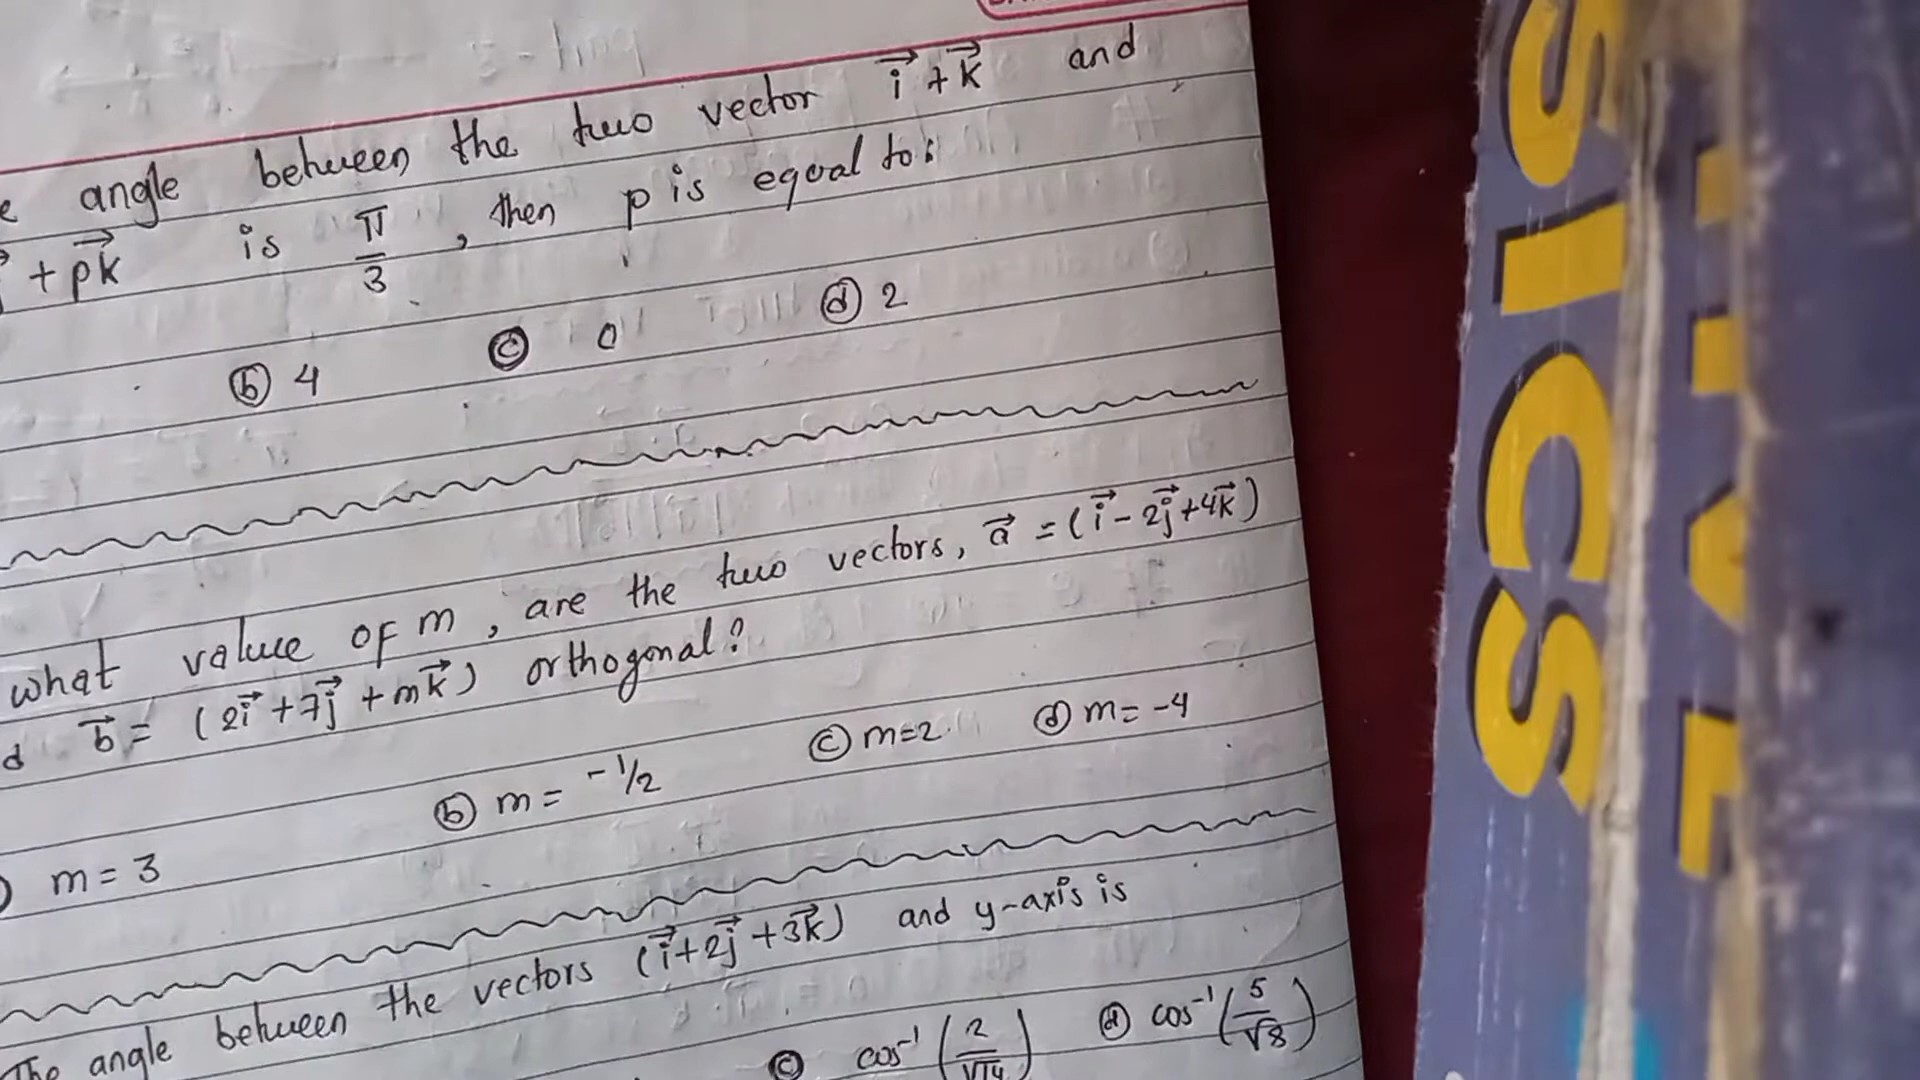 angle between the two vector i⃗ + k⃗ and
+ pk⃗ is π/3 , then p is equal to:
ⓑ 4 ⓒ 0 ⓓ 2
what value of m , are the two vectors, a⃗ = (i⃗ - 2j⃗ + 4k⃗)
b⃗ = (2i⃗ + 7j⃗ + mk⃗) orthogonal?
ⓑ m = -1/2 ⓒ m=2 ⓓ m= -4
m = 3
The angle between the vectors (i⃗ + 2j⃗ + 3k⃗) and y-axis is
ⓒ cos⁻¹ (2/√14) ⓓ cos⁻¹ (5/√8)
SICS